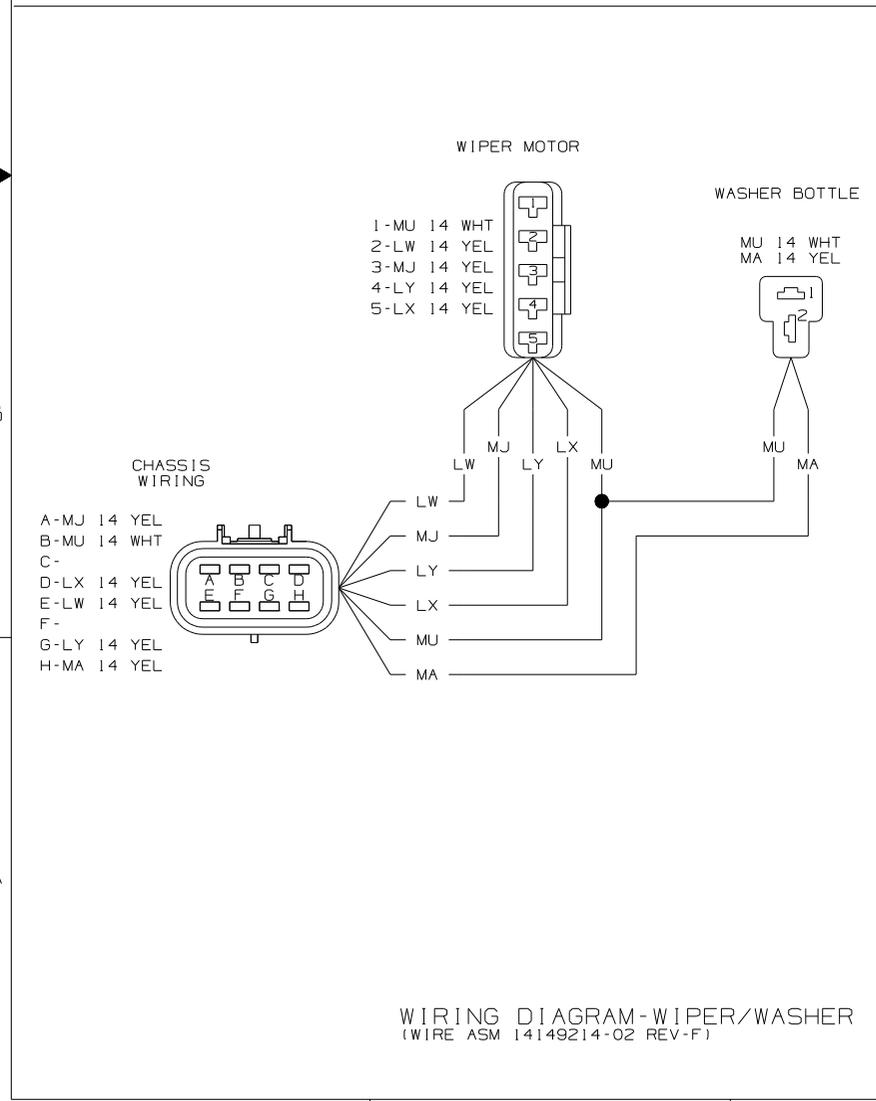 WIPER MOTOR
WASHER BOTTLE
1-MU 14 WHT
2-LW 14 YEL
3-MJ 14 YEL
4-LY 14 YEL
5-LX 14 YEL
1
2
3
4
5
MU 14 WHT
MA 14 YEL
1
2
MJ LX MU
LW LY MU MA
CHASSIS
WIRING
A-MJ 14 YEL
B-MU 14 WHT
C-
D-LX 14 YEL
E-LW 14 YEL
F-
G-LY 14 YEL
H-MA 14 YEL
A B C D
E F G H
LW
MJ
LY
LX
MU
MA
WIRING DIAGRAM-WIPER/WASHER
(WIRE ASM 14149214-02 REV-F)